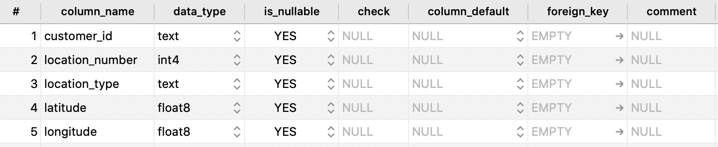 # column_name data_type is_nullable check column_default foreign_key comment
1 customer_id text YES NULL NULL EMPTY NULL
2 location_number int4 YES NULL NULL EMPTY NULL
3 location_type text YES NULL NULL EMPTY NULL
4 latitude float8 YES NULL NULL EMPTY NULL
5 longitude float8 YES NULL NULL EMPTY NULL